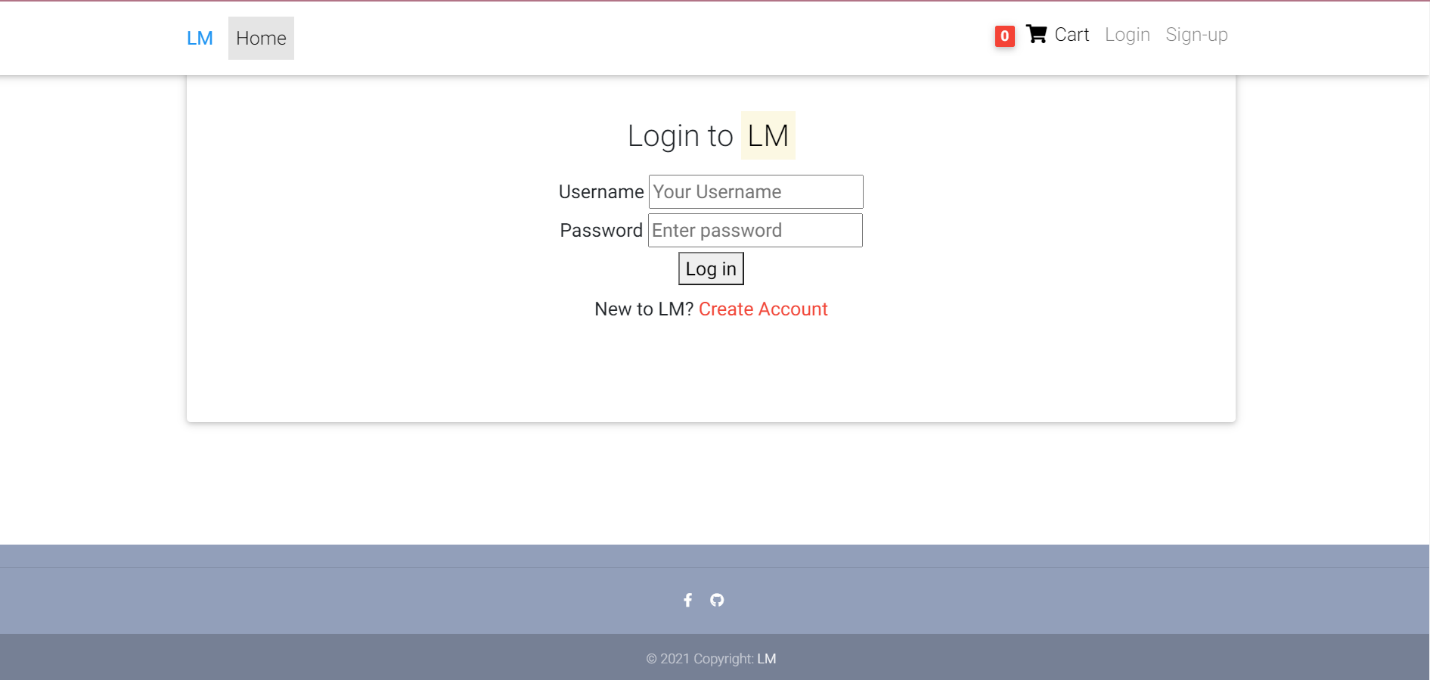 LM Home 0 Cart Login Sign-up
Login to LM
Username Your Username
Password Enter password
Log in
New to LM? Create Account
© 2021 Copyright: LM